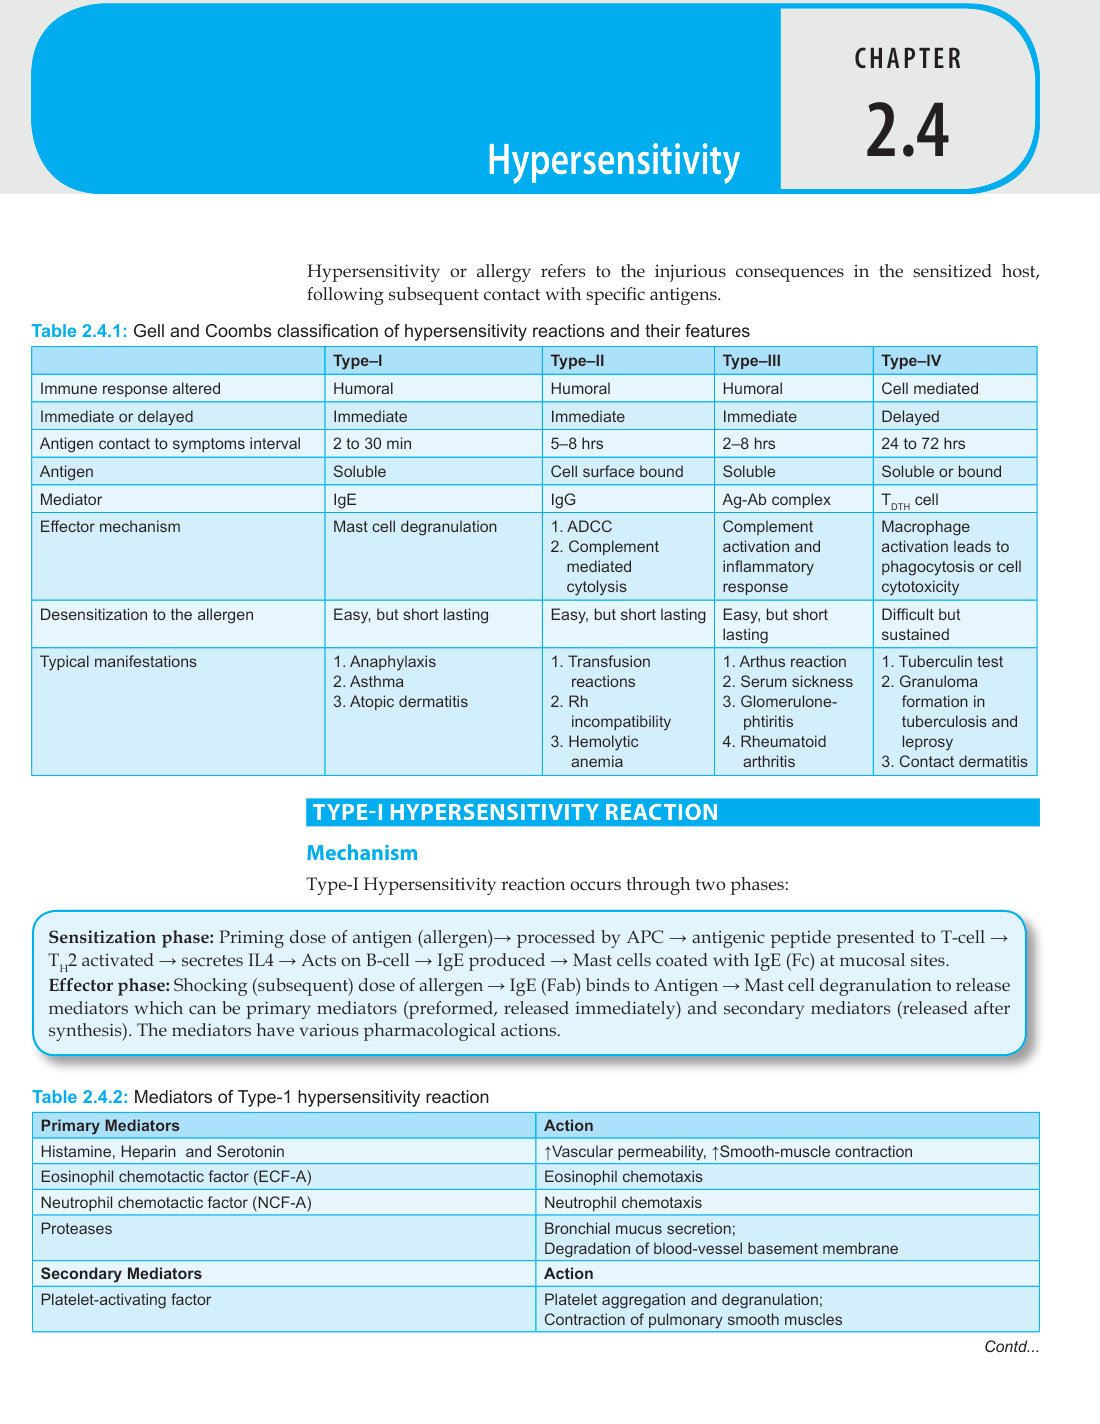 CHAPTER
2.4
Hypersensitivity
Hypersensitivity or allergy refers to the injurious consequences in the sensitized host,
following subsequent contact with specific antigens.
Table 2.4.1: Gell and Coombs classification of hypersensitivity reactions and their features
Type–I Type–II Type–III Type–IV
Immune response altered Humoral Humoral Humoral Cell mediated
Immediate or delayed Immediate Immediate Immediate Delayed
Antigen contact to symptoms interval 2 to 30 min 5–8 hrs 2–8 hrs 24 to 72 hrs
Antigen Soluble Cell surface bound Soluble Soluble or bound
Mediator IgE IgG Ag-Ab complex TDTH cell
Effector mechanism Mast cell degranulation 1. ADCC Complement Macrophage
2. Complement activation and activation leads to
mediated inflammatory phagocytosis or cell
cytolysis response cytotoxicity
Desensitization to the allergen Easy, but short lasting Easy, but short lasting Easy, but short Difficult but
lasting sustained
Typical manifestations 1. Anaphylaxis 1. Transfusion 1. Arthus reaction 1. Tuberculin test
2. Asthma reactions 2. Serum sickness 2. Granuloma
3. Atopic dermatitis 2. Rh 3. Glomerulone- formation in
incompatibility phtiritis tuberculosis and
3. Hemolytic 4. Rheumatoid leprosy
anemia arthritis 3. Contact dermatitis
TYPE-I HYPERSENSITIVITY REACTION
Mechanism
Type-I Hypersensitivity reaction occurs through two phases:
Sensitization phase: Priming dose of antigen (allergen)→ processed by APC → antigenic peptide presented to T-cell →
TH2 activated → secretes IL4 → Acts on B-cell → IgE produced → Mast cells coated with IgE (Fc) at mucosal sites.
Effector phase: Shocking (subsequent) dose of allergen → IgE (Fab) binds to Antigen → Mast cell degranulation to release
mediators which can be primary mediators (preformed, released immediately) and secondary mediators (released after
synthesis). The mediators have various pharmacological actions.
Table 2.4.2: Mediators of Type-1 hypersensitivity reaction
Primary Mediators Action
Histamine, Heparin and Serotonin ↑Vascular permeability, ↑Smooth-muscle contraction
Eosinophil chemotactic factor (ECF-A) Eosinophil chemotaxis
Neutrophil chemotactic factor (NCF-A) Neutrophil chemotaxis
Proteases Bronchial mucus secretion;
Degradation of blood-vessel basement membrane
Secondary Mediators Action
Platelet-activating factor Platelet aggregation and degranulation;
Contraction of pulmonary smooth muscles
Contd...